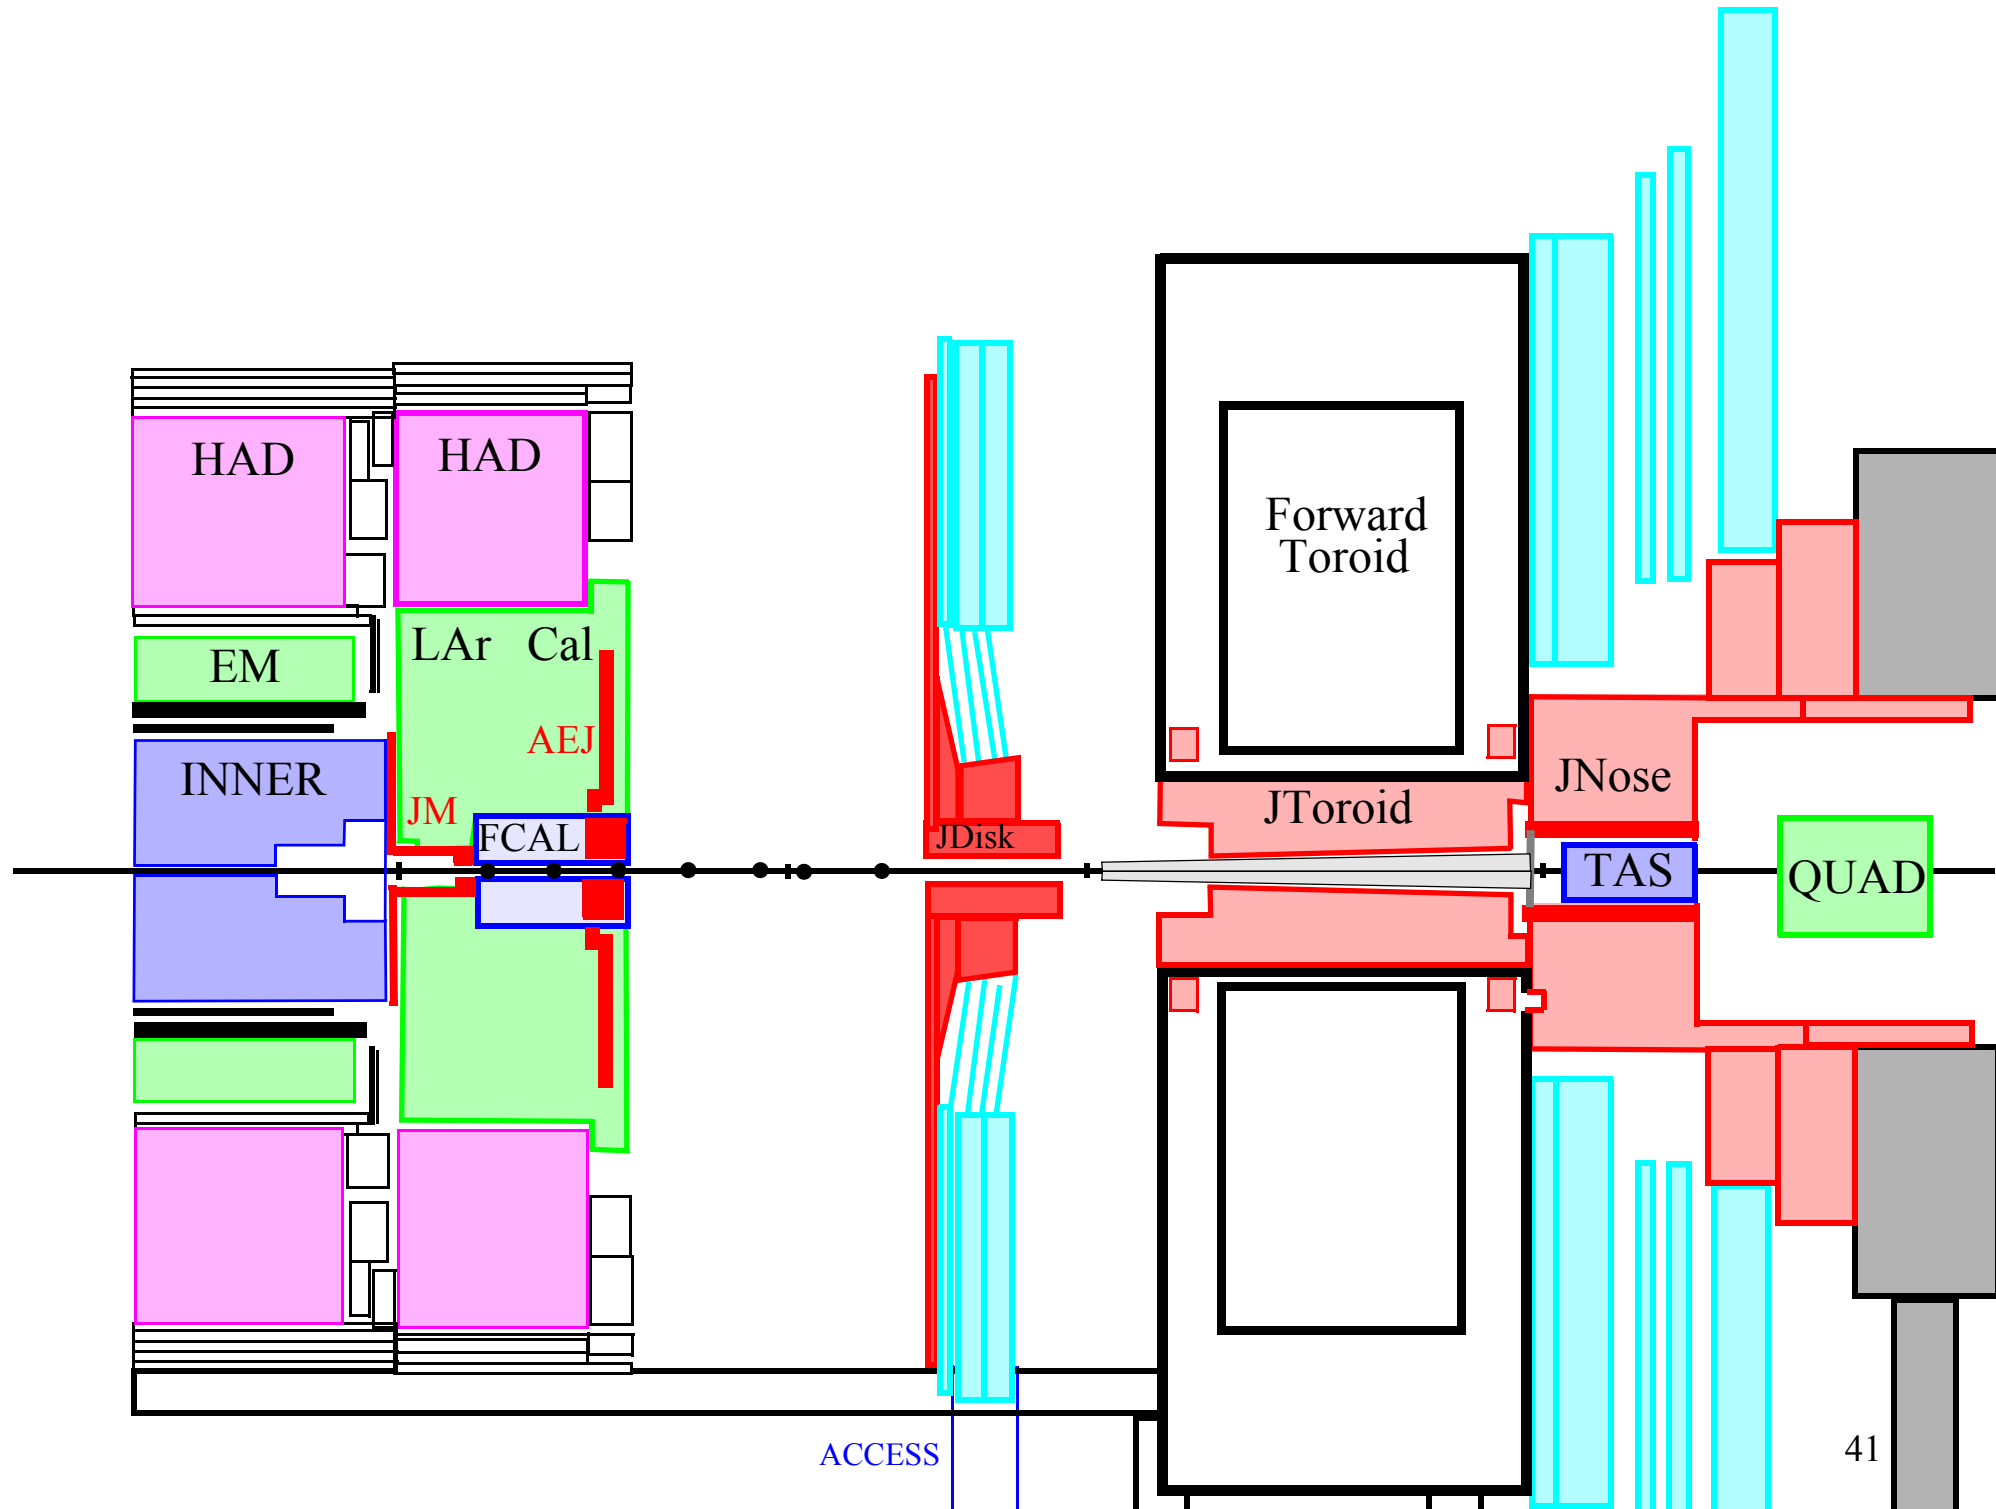 HAD
HAD
Forward
Toroid
LAr Cal
EM
AEJ
INNER
JNose
JM
JToroid
FCAL
JDisk
TAS
QUAD
ACCESS
41